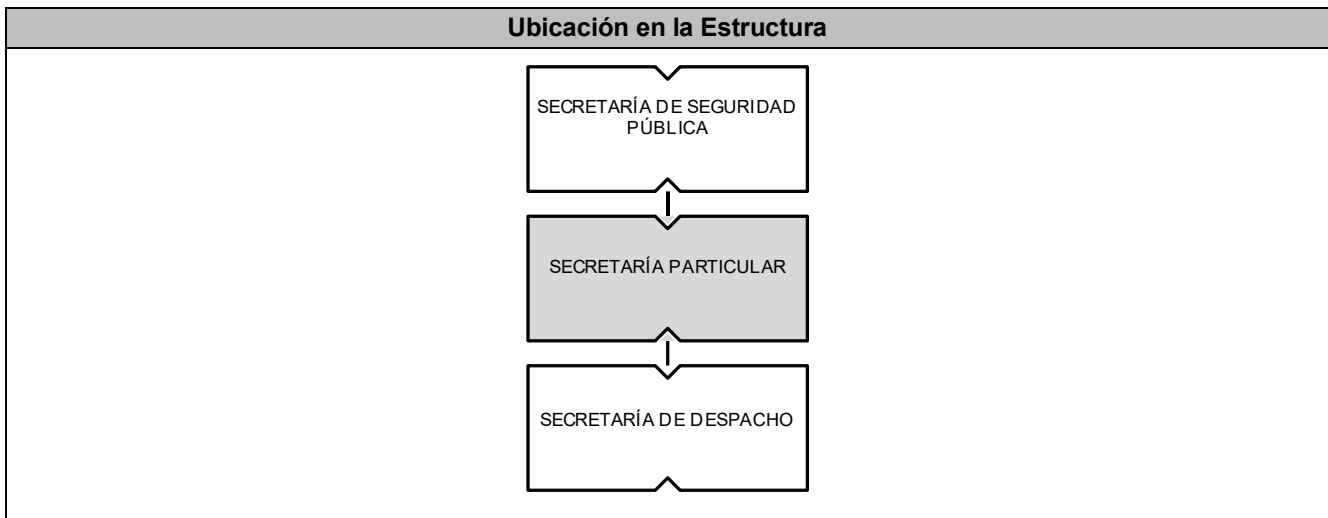 Ubicación en la Estructura
SECRETARÍA DE SEGURIDAD
PÚBLICA
SECRETARÍA PARTICULAR
SECRETARÍA DE DESPACHO